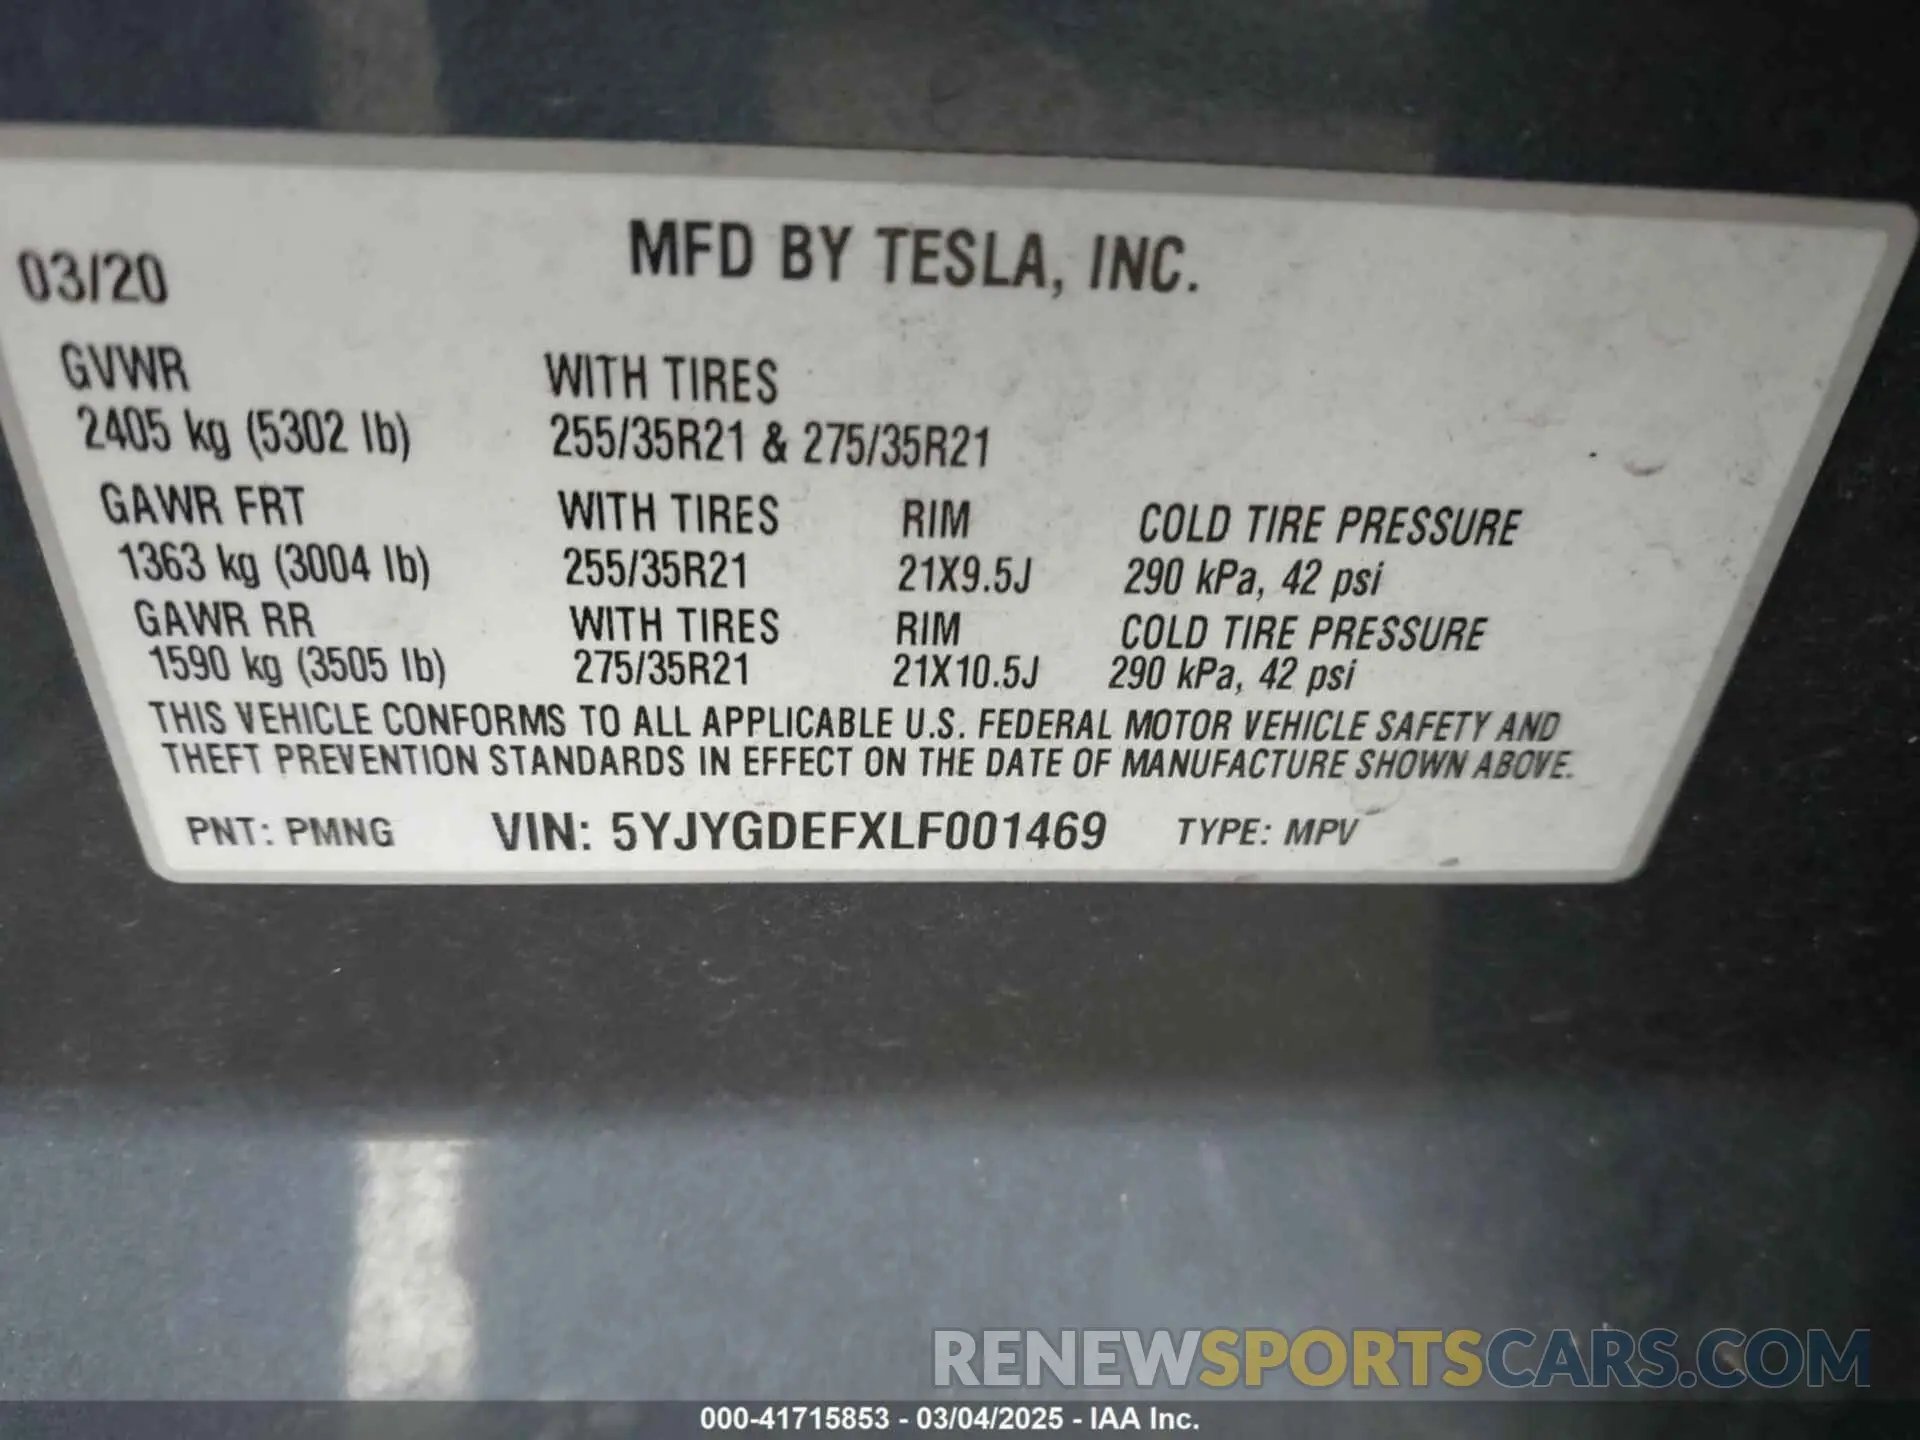 MFD BY TESLA, INC.
03/20
GVWR WITH TIRES
2405 kg (5302 lb) 255/35R21 & 275/35R21
GAWR FRT WITH TIRES RIM COLD TIRE PRESSURE
1363 kg (3004 lb) 255/35R21 21X9.5J 290 kPa, 42 psi
GAWR RR WITH TIRES RIM COLD TIRE PRESSURE
1590 kg (3505 lb) 275/35R21 21X10.5J 290 kPa, 42 psi
THIS VEHICLE CONFORMS TO ALL APPLICABLE U.S. FEDERAL MOTOR VEHICLE SAFETY AND
THEFT PREVENTION STANDARDS IN EFFECT ON THE DATE OF MANUFACTURE SHOWN ABOVE.
PNT: PMNG VIN: 5YJYGDEFXLF001469 TYPE: MPV
RENEWSPORTSCARS.COM
000-41715853 - 03/04/2025 - IAA Inc.